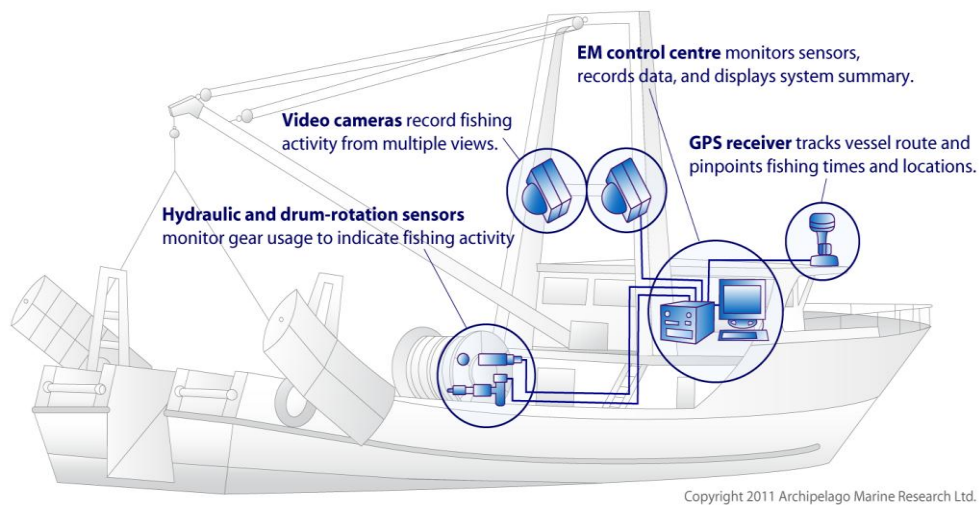 EM control centre monitors sensors,
records data, and displays system summary.
Video cameras record fishing
activity from multiple views.
GPS receiver tracks vessel route and
pinpoints fishing times and locations.
Hydraulic and drum-rotation sensors
monitor gear usage to indicate fishing activity
Copyright 2011 Archipelago Marine Research Ltd.